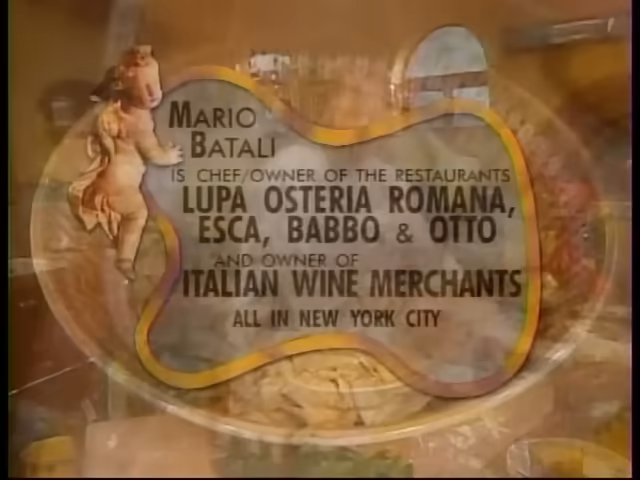 MARIO
BATALI
IS CHEF/OWNER OF THE RESTAURANTS
LUPA OSTERIA ROMANA,
ESCA, BABBO & OTTO
AND OWNER OF
ITALIAN WINE MERCHANTS
ALL IN NEW YORK CITY